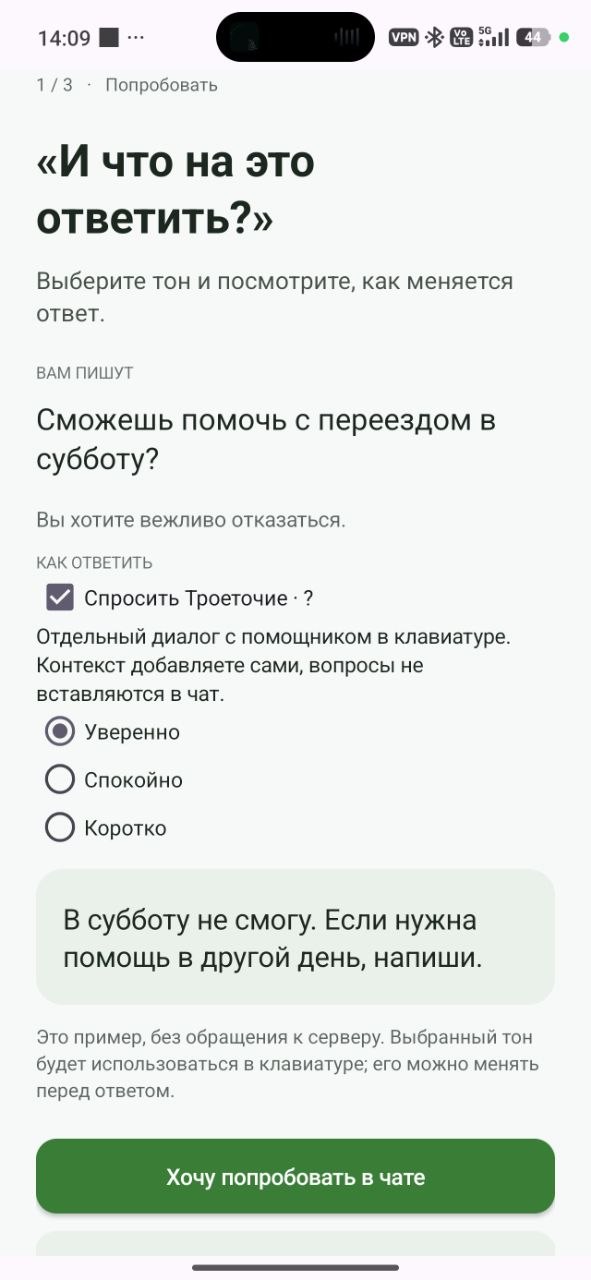 14:09 ···
VPN Vo LTE 5G 44
1 / 3 · Попробовать
«И что на это
ответить?»
Выберите тон и посмотрите, как меняется
ответ.
ВАМ ПИШУТ
Сможешь помочь с переездом в
субботу?
Вы хотите вежливо отказаться.
КАК ОТВЕТИТЬ
Спросить Троеточие · ?
Отдельный диалог с помощником в клавиатуре.
Контекст добавляете сами, вопросы не
вставляются в чат.
Уверенно
Спокойно
Коротко
В субботу не смогу. Если нужна
помощь в другой день, напиши.
Это пример, без обращения к серверу. Выбранный тон
будет использоваться в клавиатуре; его можно менять
перед ответом.
Хочу попробовать в чате